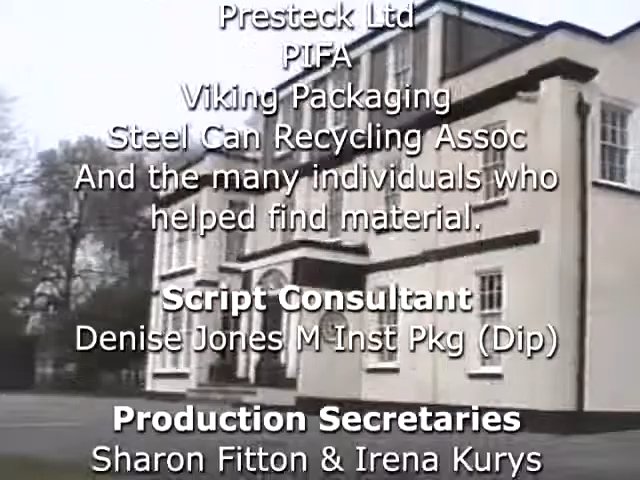 Presteck Ltd
PIFA
Viking Packaging
Steel Can Recycling Assoc
And the many individuals who
helped find material.
Script Consultant
Denise Jones M Inst Pkg (Dip)
Production Secretaries
Sharon Fitton & Irena Kurys